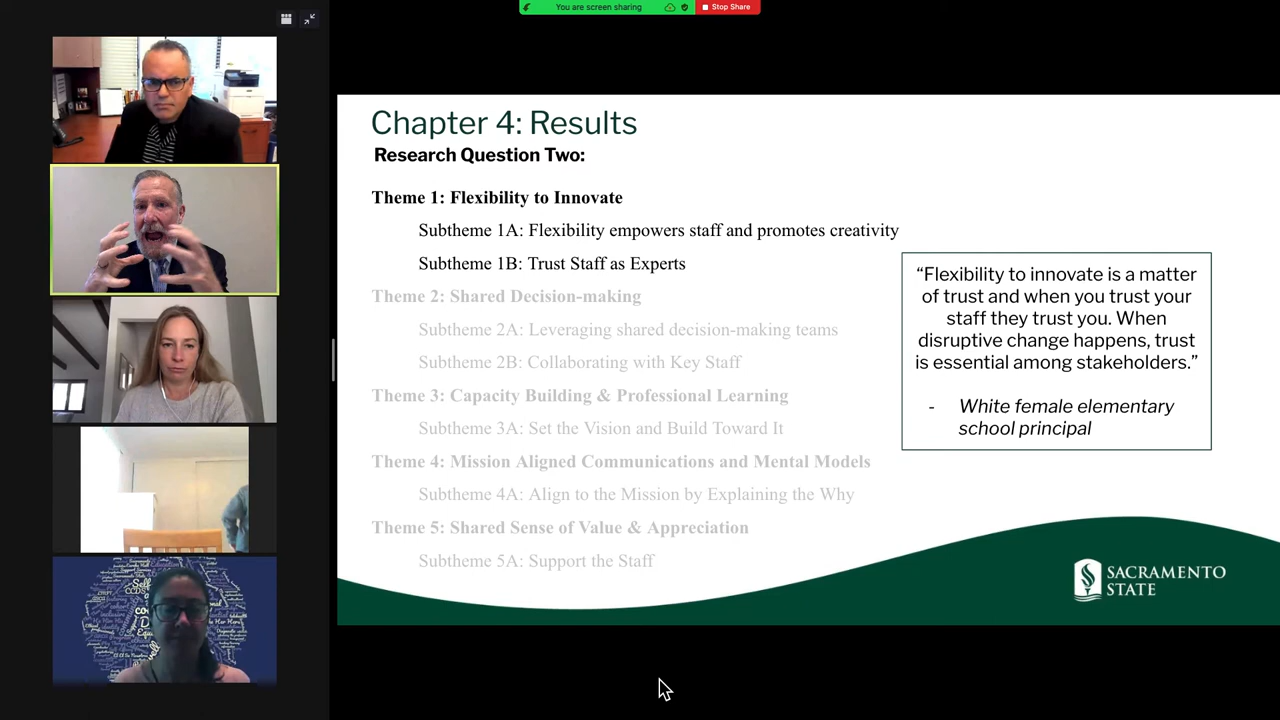 You are screen sharing
Stop Share
Chapter 4: Results
Research Question Two:
Theme 1: Flexibility to Innovate
Subtheme 1A: Flexibility empowers staff and promotes creativity
Subtheme 1B: Trust Staff as Experts
Theme 2: Shared Decision-making
Subtheme 2A: Leveraging shared decision-making teams
Subtheme 2B: Collaborating with Key Staff
Theme 3: Capacity Building & Professional Learning
Subtheme 3A: Set the Vision and Build Toward It
Theme 4: Mission Aligned Communications and Mental Models
Subtheme 4A: Align to the Mission by Explaining the Why
Theme 5: Shared Sense of Value & Appreciation
Subtheme 5A: Support the Staff
“Flexibility to innovate is a matter
of trust and when you trust your
staff they trust you. When
disruptive change happens, trust
is essential among stakeholders.”
- White female elementary
school principal
SACRAMENTO
STATE